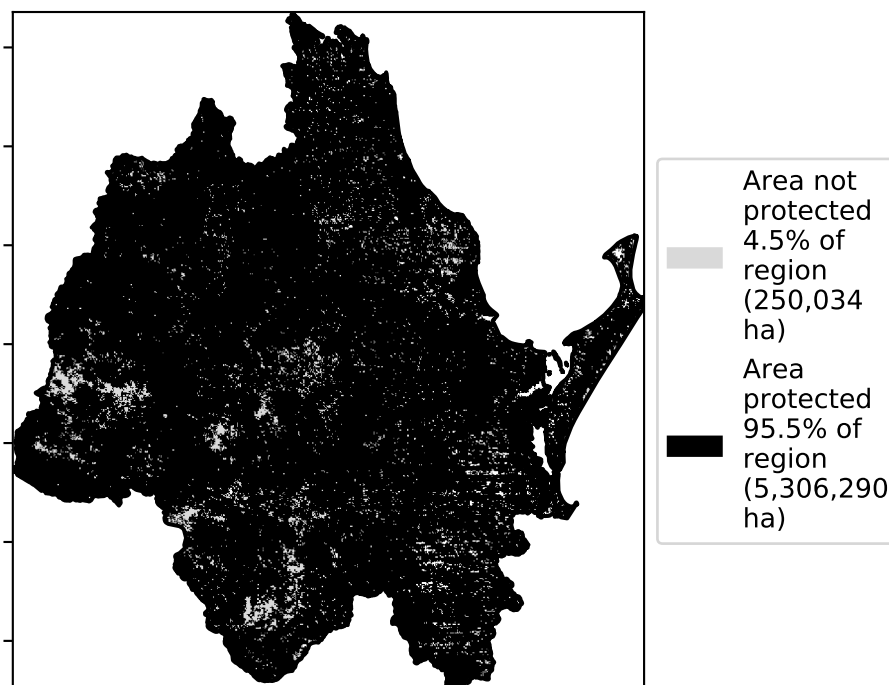 Area not
protected
4.5% of
region
(250,034
ha)
Area
protected
95.5% of
region
(5,306,290
ha)